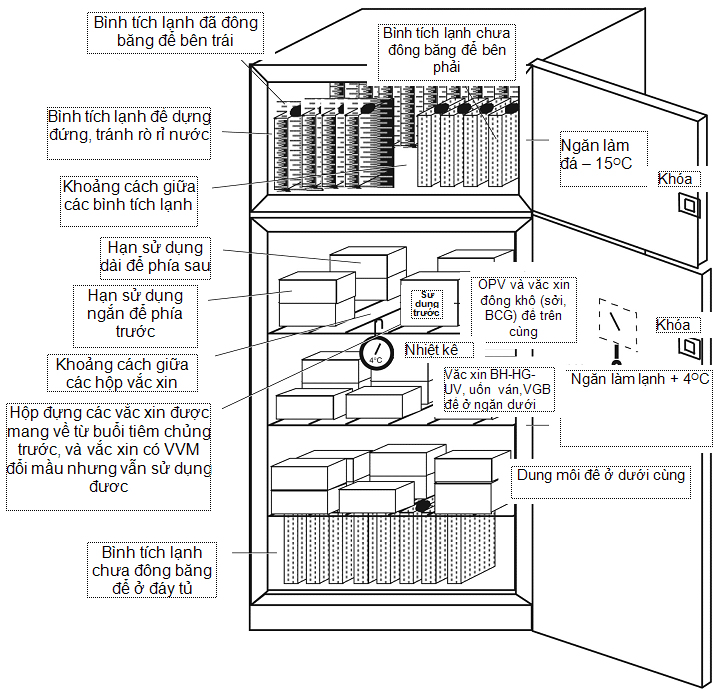 Bình tích lạnh đã đông
băng để bên trái
Bình tích lạnh chưa
đông băng để bên
phải
Bình tích lạnh để dựng
đứng, tránh rò rỉ nước
Ngăn làm
đá – 15°C
Khoảng cách giữa
các bình tích lạnh
Khóa
Hạn sử dụng
dài để phía sau
Hạn sử dụng
ngắn để phía
trước
Sử
dụng
trước
OPV và vắc xin
đông khô (sởi,
BCG) để trên
cùng
Khóa
Khoảng cách giữa
các hộp vắc xin
4°C
Nhiệt kế
Vắc xin BH-HG-
UV, uốn ván,VGB
để ở ngăn dưới
Ngăn làm lạnh + 4°C
Hộp đựng các vắc xin được
mang về từ buổi tiêm chủng
trước, và vắc xin có VVM
đổi mầu nhưng vẫn sử dụng
được
Dung môi để ở dưới cùng
Bình tích lạnh
chưa đông băng
để ở đáy tủ